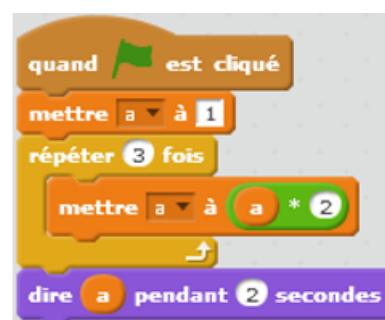 quand est cliqué
mettre a à 1
répéter 3 fois
mettre a à a * 2
dire a pendant 2 secondes